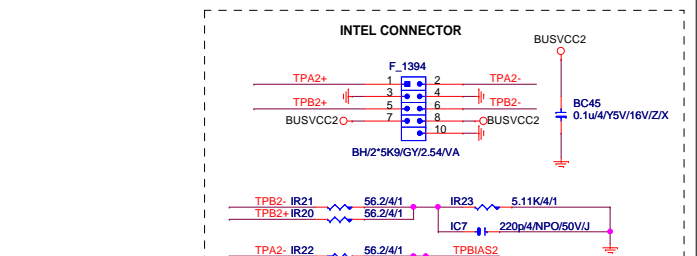 INTEL CONNECTOR
BUSVCC2
F_1394
TPA2+ 1 2 TPA2-
3 4
TPB2+ 5 6 TPB2-
BUSVCC2 7 8 BUSVCC2
10
BC45
0.1u/4/Y5V/16V/Z/X
BH/2*5K9/GY/2.54/VA
TPB2- IR21 56.2/4/1 IR23 5.11K/4/1
TPB2+ IR20 56.2/4/1
IC7 220p/4/NPO/50V/J
TPA2- IR22 56.2/4/1 TPBIAS2